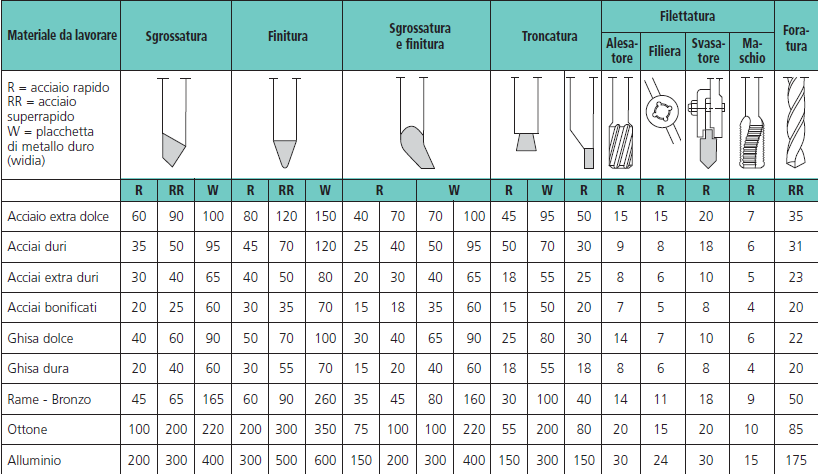 Materiale da lavorare Sgrossatura Finitura Sgrossatura e finitura Troncatura Filettatura Fora-tura
Alesa-tore Filiera Svasa-tore Ma-schio
R = acciaio rapido
RR = acciaio
superrapido
W = placchetta
di metallo duro
(widia)
R RR W R RR W R W R W R R R R R RR
Acciaio extra dolce 60 90 100 80 120 150 40 70 70 100 45 95 50 15 15 20 7 35
Acciai duri 35 50 95 45 70 120 25 40 50 95 50 70 30 9 8 18 6 31
Acciai extra duri 30 40 65 40 50 80 20 30 40 65 18 55 25 8 6 10 5 23
Acciai bonificati 20 25 60 30 35 70 15 18 35 60 15 50 20 7 5 8 4 20
Ghisa dolce 40 60 90 50 70 100 30 40 65 90 25 80 30 14 7 10 6 22
Ghisa dura 20 40 60 30 55 70 15 20 40 60 18 55 18 8 6 8 4 20
Rame - Bronzo 45 65 165 60 90 260 35 45 80 160 30 100 40 14 11 18 9 50
Ottone 100 200 220 200 300 350 75 100 100 220 55 200 80 20 15 20 10 85
Alluminio 200 300 400 300 500 600 150 200 300 400 150 300 150 30 24 30 15 175